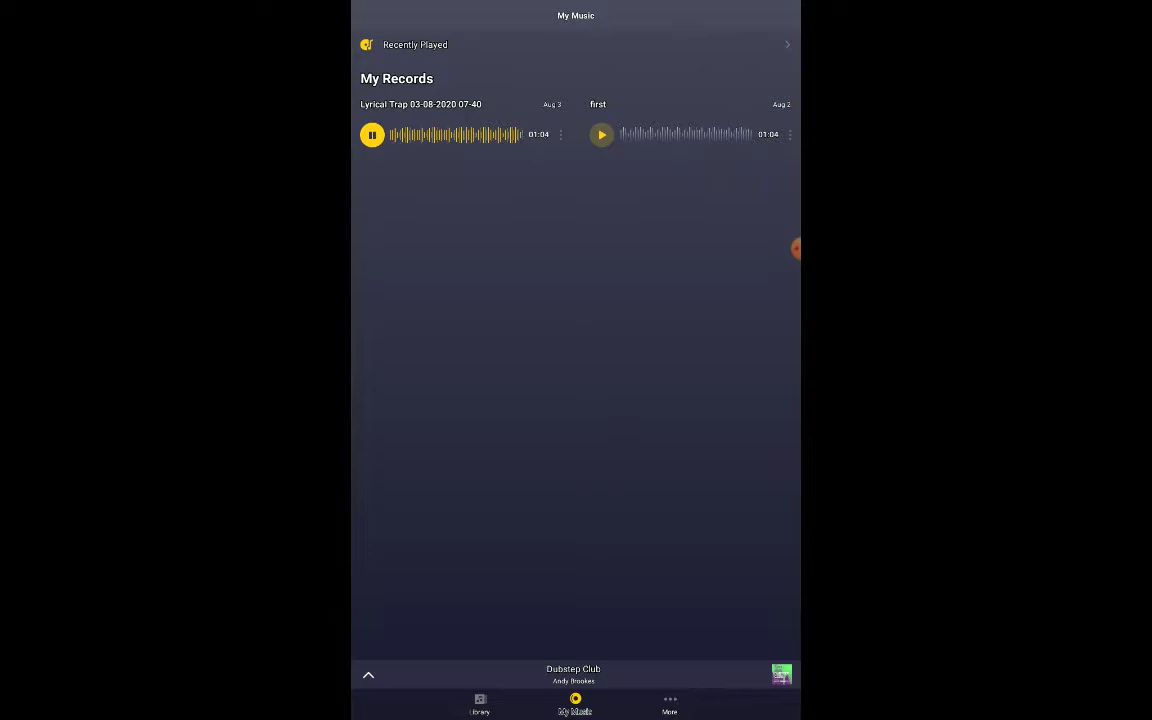 My Music
Recently Played
My Records
Lyrical Trap 03-08-2020 07-40
Aug 3
first
Aug 2
01:04
01:04
Dubstep Club
Andy Brookes
Library
My Music
More